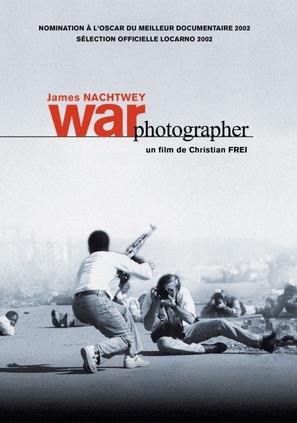 NOMINATION À L'OSCAR DU MEILLEUR DOCUMENTAIRE 2002
SÉLECTION OFFICIELLE LOCARNO 2002
James NACHTWEY
war photographer
un film de Christian FREI